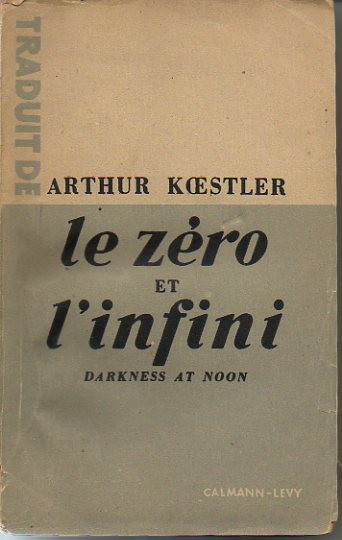 TRADUIT DE
ARTHUR KŒSTLER
le zéro
ET
l'infini
DARKNESS AT NOON
CALMANN-LEVY